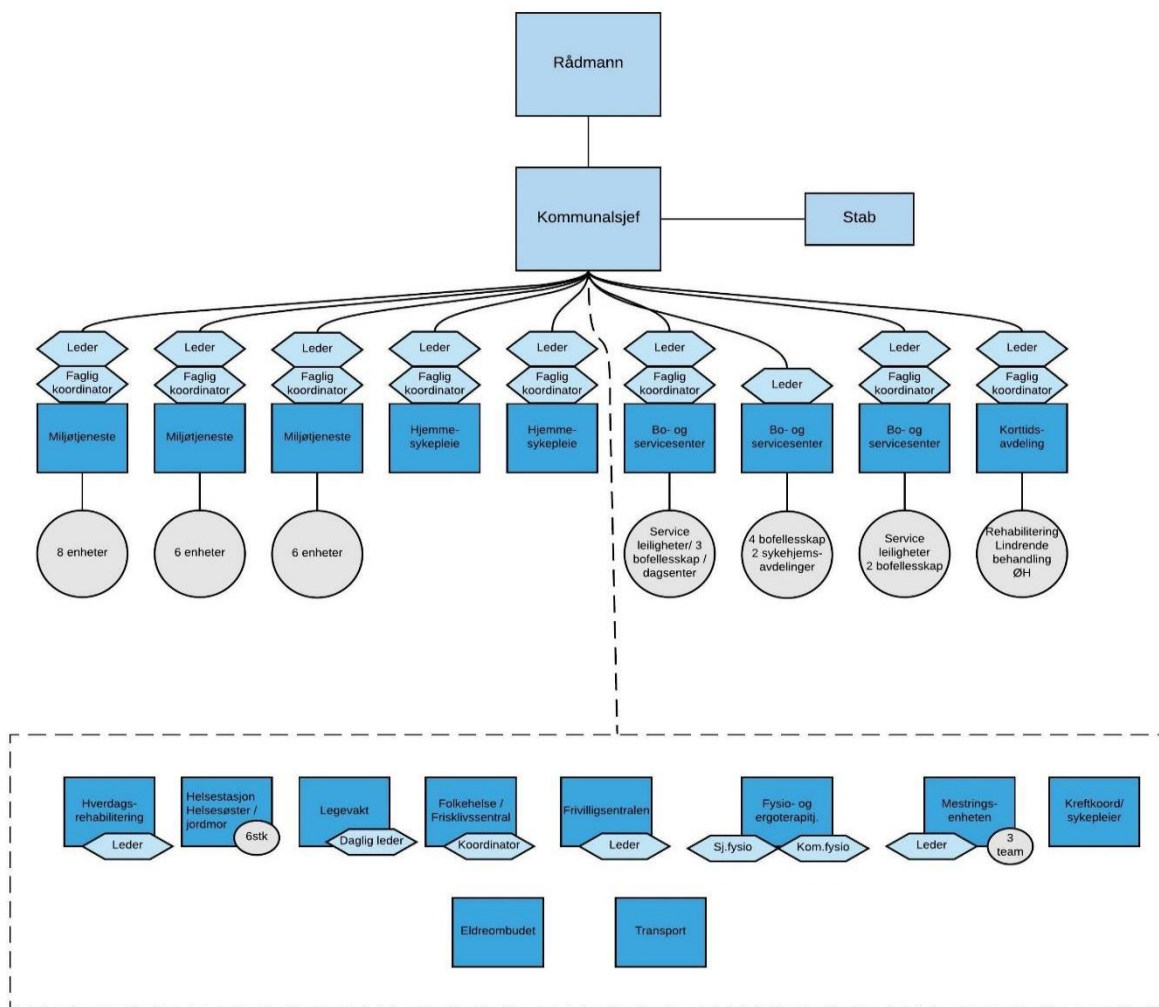 Rådmann
Kommunalsjef
Stab
Leder
Leder
Leder
Leder
Leder
Leder
Leder
Leder
Leder
Faglig
koordinator
Faglig
koordinator
Faglig
koordinator
Faglig
koordinator
Faglig
koordinator
Faglig
koordinator
Faglig
koordinator
Faglig
koordinator
Miljøtjeneste
Miljøtjeneste
Miljøtjeneste
Hjemme-
sykepleie
Hjemme-
sykepleie
Bo- og
servicesenter
Bo- og
servicesenter
Bo- og
servicesenter
Korttids-
avdeling
8 enheter
6 enheter
6 enheter
Service
leiligheter/ 3
bofellesskap /
dagsenter
4 bofellesskap
2 sykehjems-
avdelinger
Service
leiligheter
2 bofellesskap
Rehabilitering
Lindrende
behandling
ØH
Hverdags-
rehabilitering
Leder
Helsestasjon
Helsesøster /
jordmor
6stk
Legevakt
Daglig leder
Folkehelse /
Frisklivssentral
Koordinator
Frivilligsentralen
Leder
Fysio- og
ergoterapitj.
Sj.fysio
Kom.fysio
Mestrings-
enheten
Leder
3
team
Kreftkoord/
sykepleier
Eldreombudet
Transport